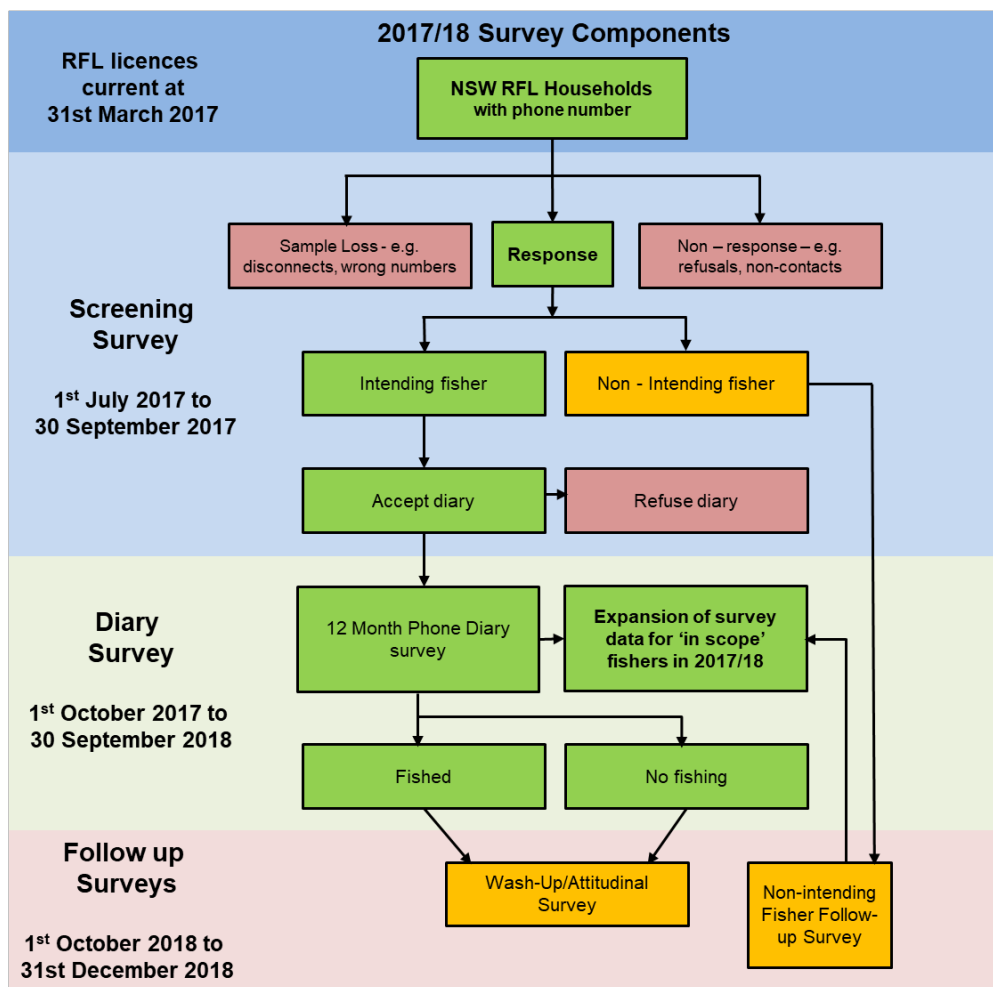 2017/18 Survey Components
RFL licences
current at
31st March 2017
NSW RFL Households
with phone number
Sample Loss - e.g.
disconnects, wrong numbers
Response
Non – response – e.g.
refusals, non-contacts
Screening
Survey
1st July 2017 to
30 September 2017
Intending fisher
Non - Intending fisher
Accept diary
Refuse diary
Diary
Survey
1st October 2017 to
30 September 2018
12 Month Phone Diary
survey
Expansion of survey
data for ‘in scope’
fishers in 2017/18
Fished
No fishing
Follow up
Surveys
1st October 2018 to
31st December 2018
Wash-Up/Attitudinal
Survey
Non-intending
Fisher Follow-
up Survey